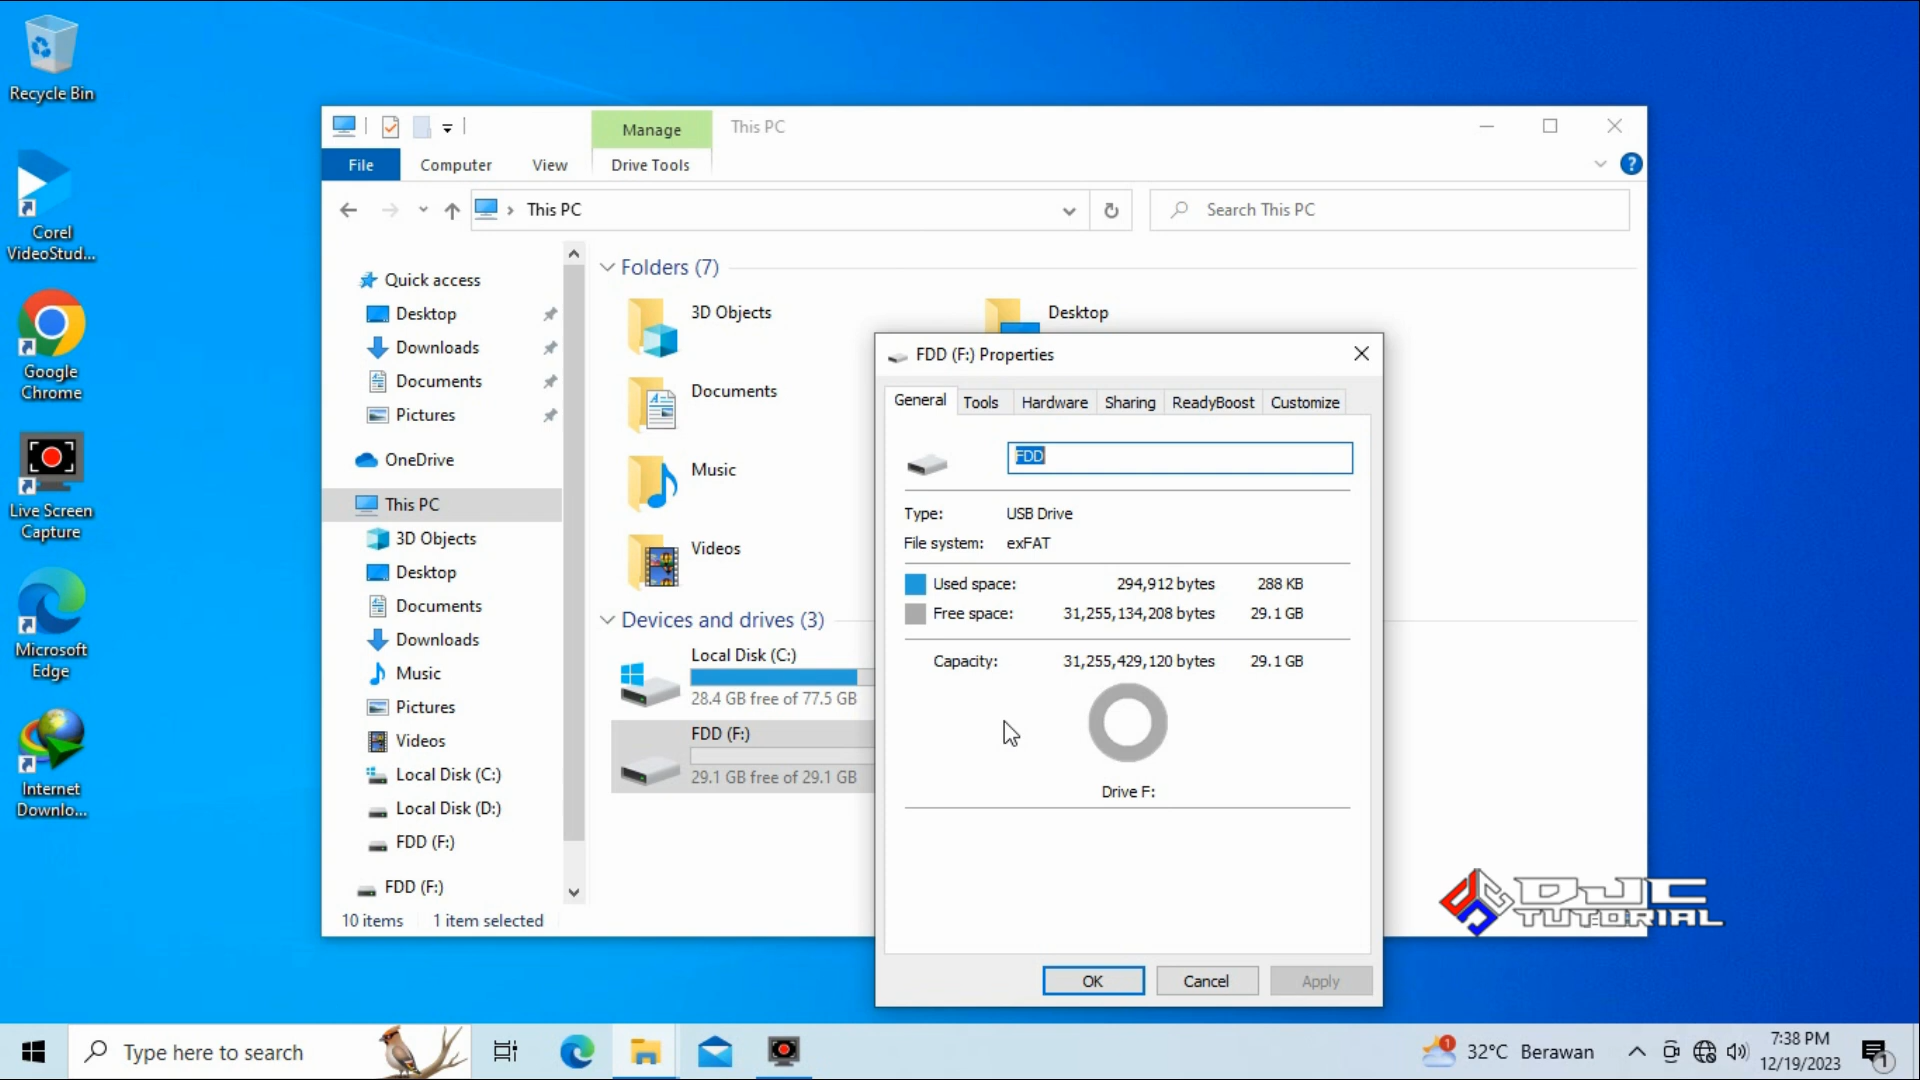 Recycle Bin
Corel
VideoStud...
Google
Chrome
Live Screen
Capture
Microsoft
Edge
Internet
Downlo...
Manage
This PC
File
Computer
View
Drive Tools
?
This PC
Search This PC
Quick access
Desktop
Downloads
Documents
Pictures
OneDrive
This PC
3D Objects
Desktop
Documents
Downloads
Music
Pictures
Videos
Local Disk (C:)
Local Disk (D:)
FDD (F:)
FDD (F:)
Folders (7)
3D Objects
Desktop
Documents
Music
Videos
Devices and drives (3)
Local Disk (C:)
28.4 GB free of 77.5 GB
FDD (F:)
29.1 GB free of 29.1 GB
10 items
1 item selected
FDD (F:) Properties
General
Tools
Hardware
Sharing
ReadyBoost
Customize
FDD
Type: USB Drive
File system: exFAT
Used space: 294,912 bytes 288 KB
Free space: 31,255,134,208 bytes 29.1 GB
Capacity: 31,255,429,120 bytes 29.1 GB
Drive F:
OK
Cancel
Apply
DJC
TUTORIAL
Type here to search
1
32°C Berawan
7:38 PM
12/19/2023
1